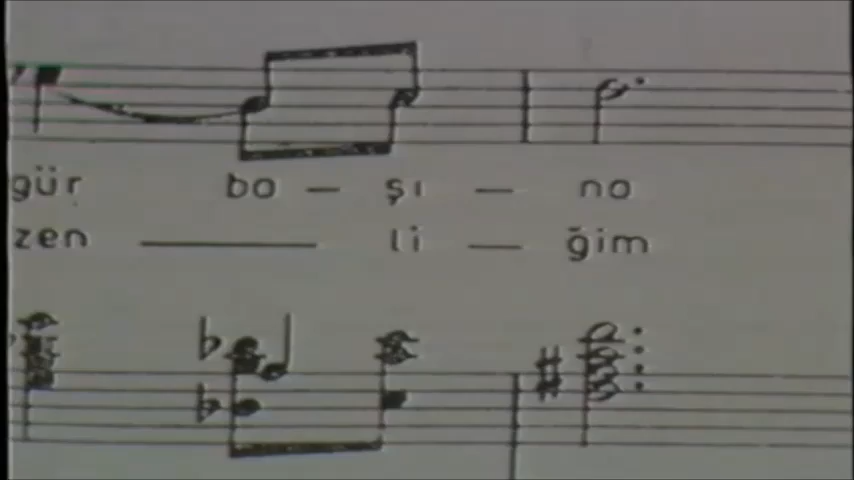 gür bo — şı — no
zen — li — ğim